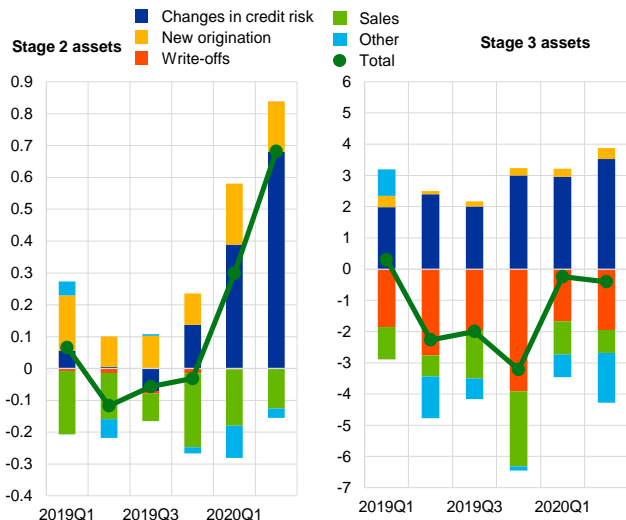 Changes in credit risk
New origination
Write-offs
Sales
Other
Total
Stage 2 assets
Stage 3 assets
0.9
0.8
0.7
0.6
0.5
0.4
0.3
0.2
0.1
0
-0.1
-0.2
-0.3
-0.4
2019Q1 2019Q3 2020Q1
6
5
4
3
2
1
0
-1
-2
-3
-4
-5
-6
-7
2019Q1 2019Q3 2020Q1